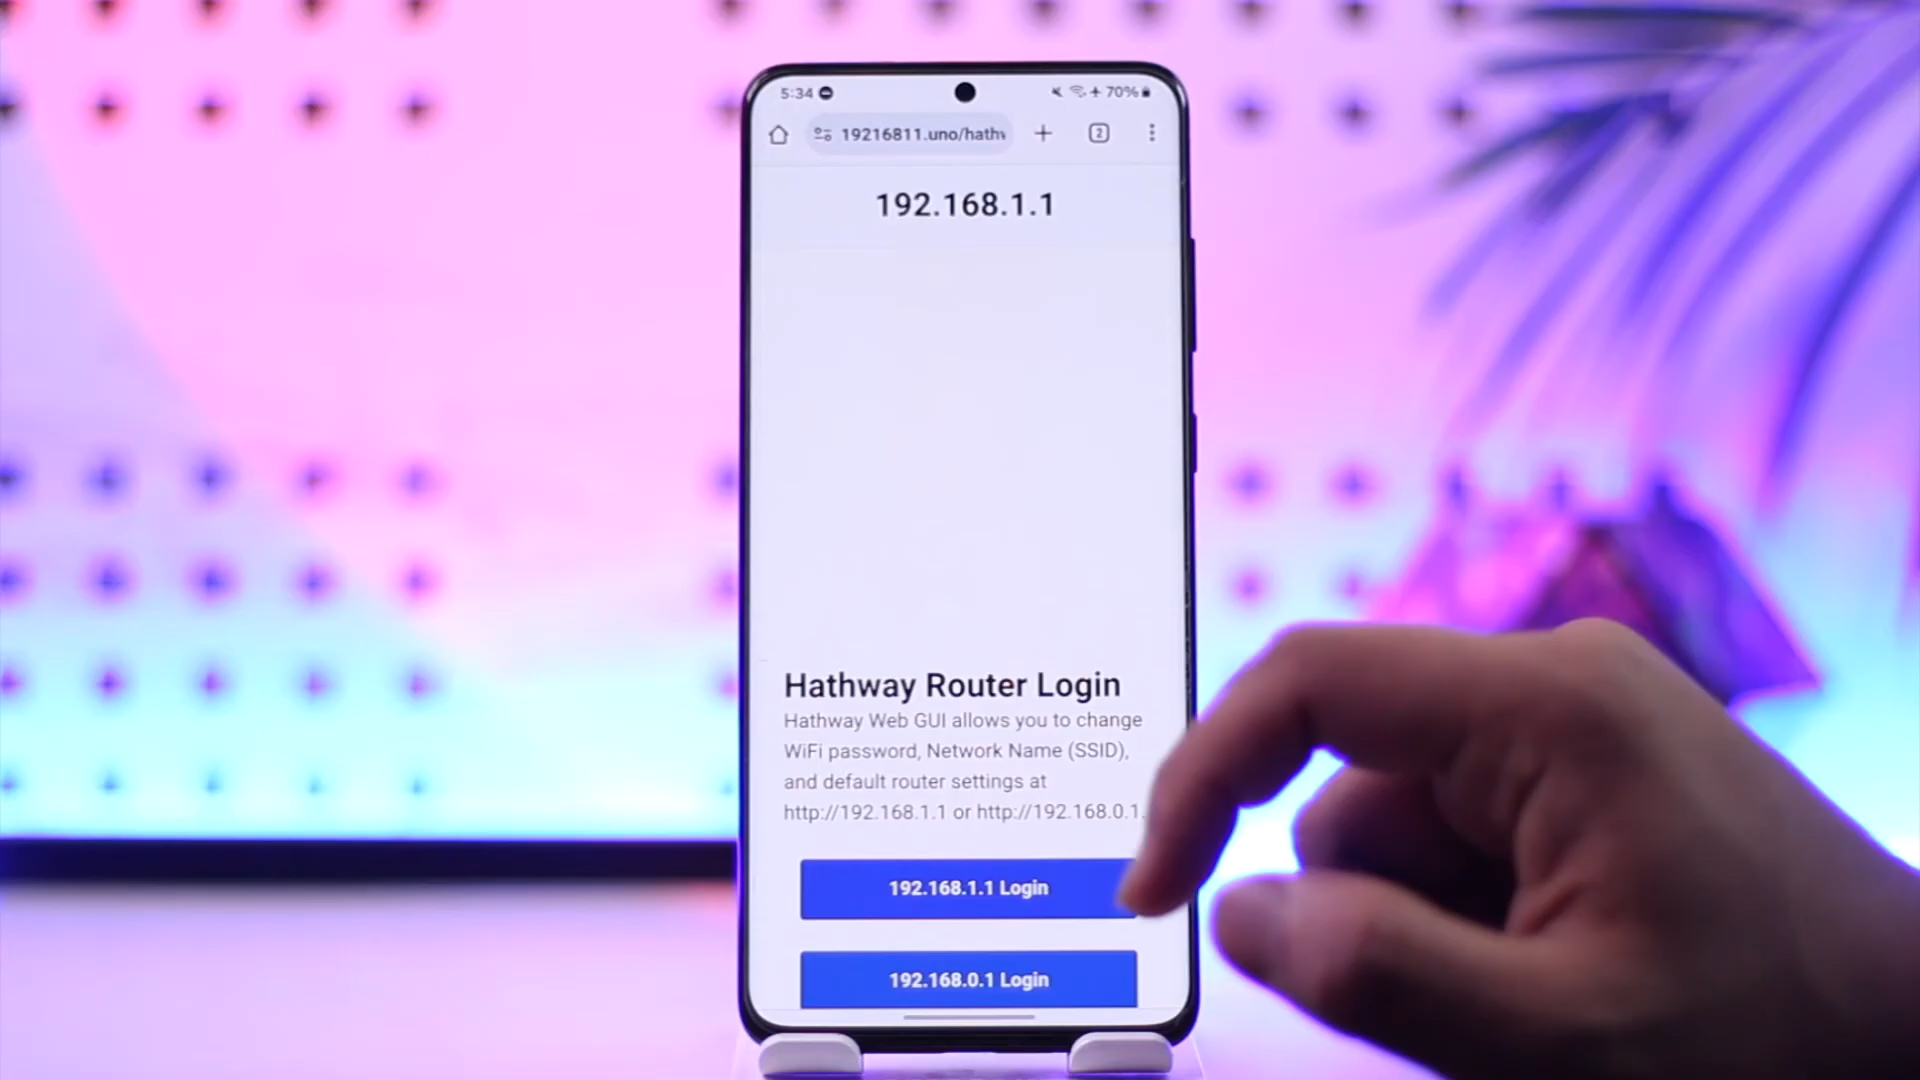 5:34
70%
19216811.uno/hath
2
192.168.1.1
Hathway Router Login
Hathway Web GUI allows you to change
WiFi password, Network Name (SSID),
and default router settings at
http://192.168.1.1 or http://192.168.0.1.
192.168.1.1 Login
192.168.0.1 Login